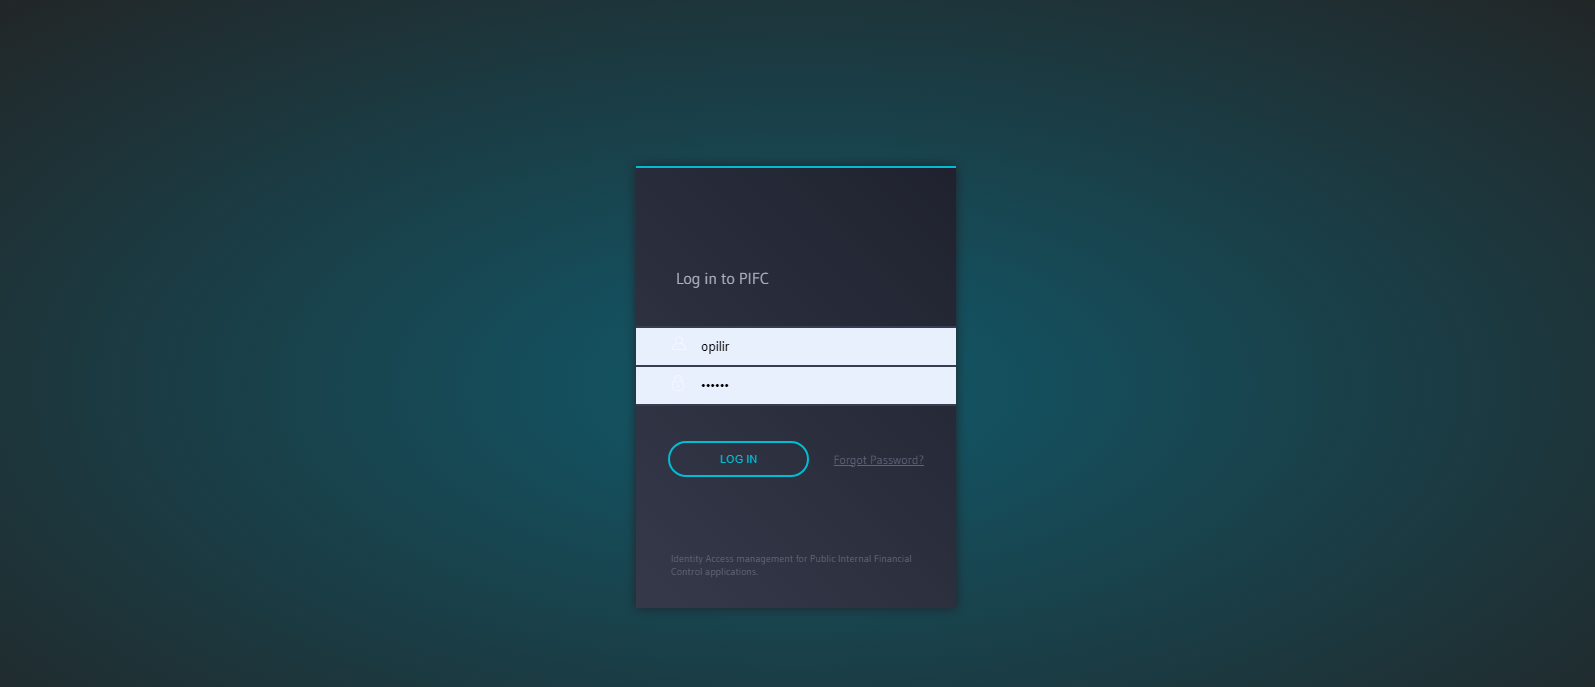 Log in to PIFC
opilir
••••••
LOG IN
Forgot Password?
Identity Access management for Public Internal Financial
Control applications.